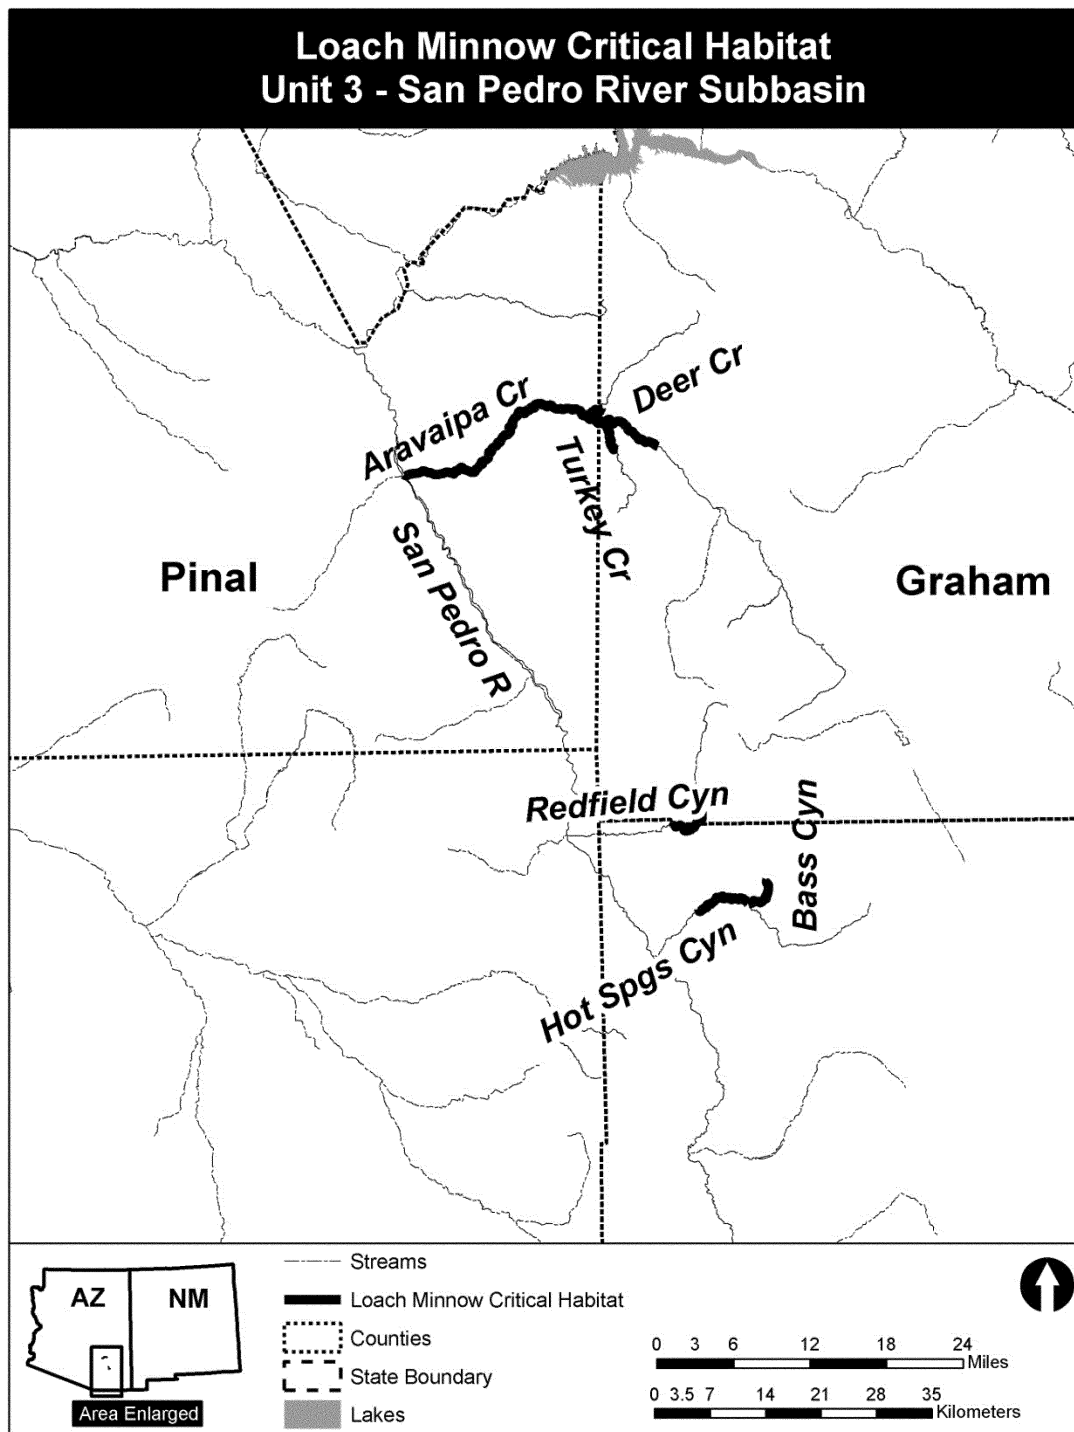 Loach Minnow Critical Habitat
Unit 3 - San Pedro River Subbasin
Aravaipa Cr
Deer Cr
Turkey Cr
San Pedro R
Pinal
Graham
Redfield Cyn
Bass Cyn
Hot Spgs Cyn
AZ
NM
Area Enlarged
Streams
Loach Minnow Critical Habitat
Counties
State Boundary
Lakes
0 3 6 12 18 24
Miles
0 3.5 7 14 21 28 35
Kilometers